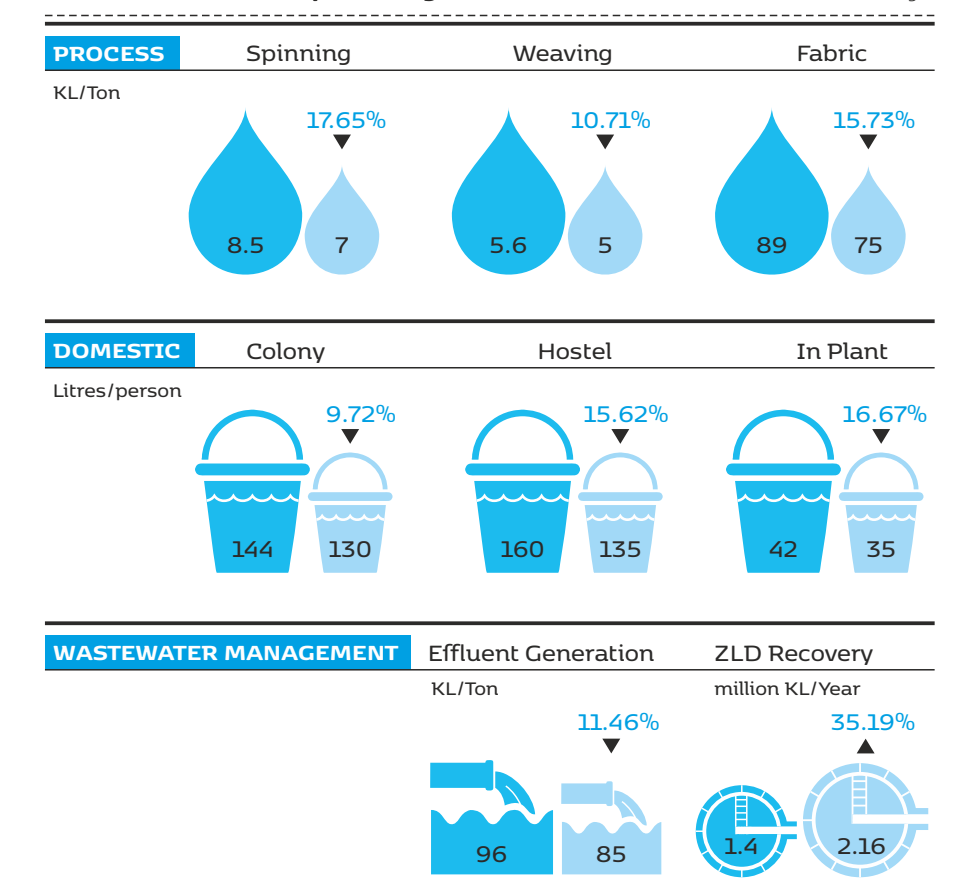 PROCESS Spinning Weaving Fabric
KL/Ton
17.65% 10.71% 15.73%
8.5 7 5.6 5 89 75
DOMESTIC Colony Hostel In Plant
Litres/person
9.72% 15.62% 16.67%
144 130 160 135 42 35
WASTEWATER MANAGEMENT Effluent Generation ZLD Recovery
KL/Ton million KL/Year
11.46% 35.19%
96 85 1.4 2.16